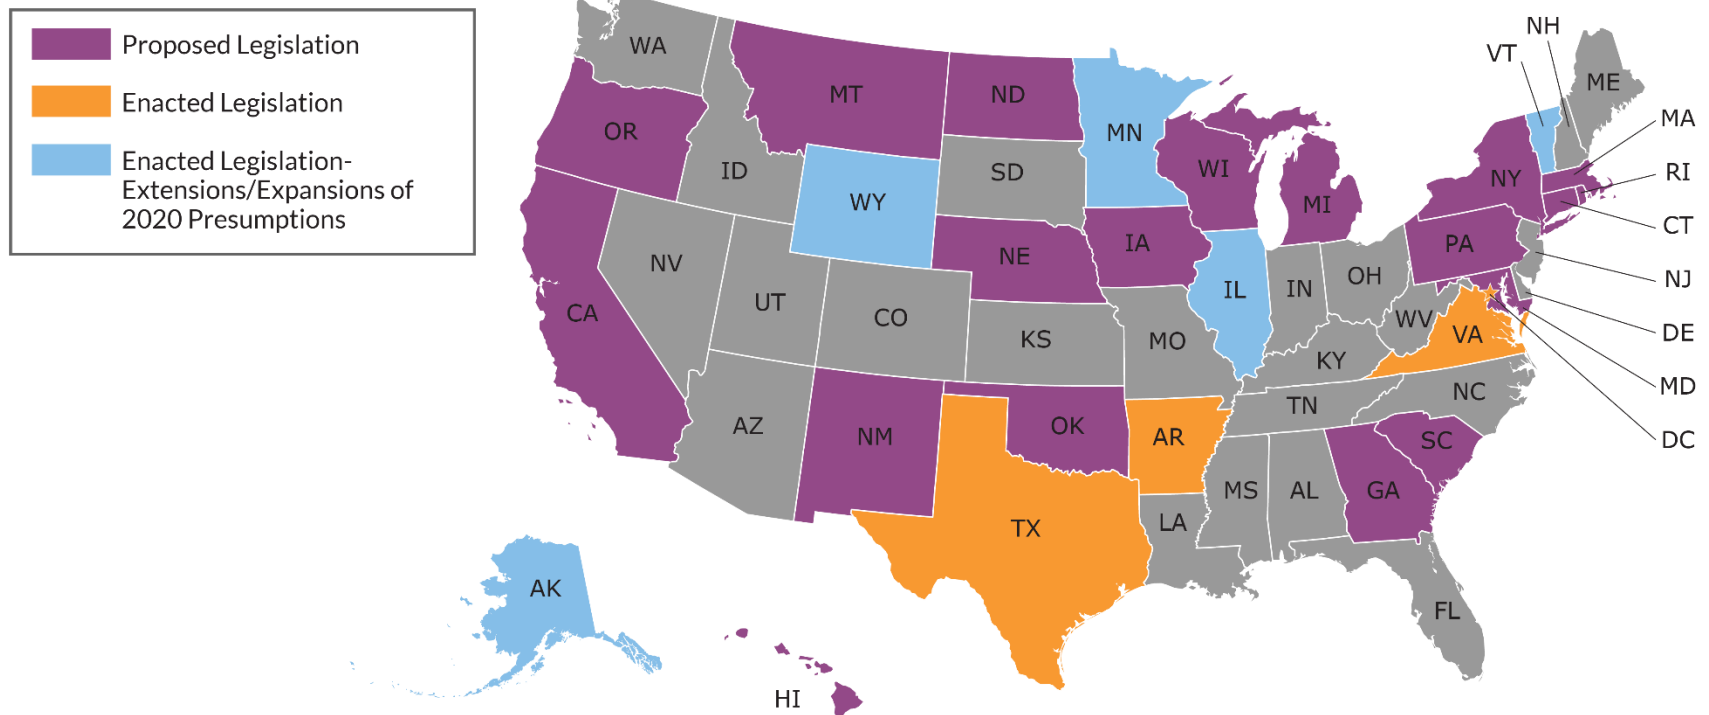 Proposed Legislation
Enacted Legislation
Enacted Legislation-
Extensions/Expansions of
2020 Presumptions
NH
VT
WA
ME
MT
ND
MA
OR
MN
WI
ID
SD
RI
NY
WY
MI
CT
IA
PA
NE
NV
OH
NJ
UT
IN
IL
CO
WV
DE
CA
VA
KS
MO
KY
MD
NC
TN
AZ
OK
AR
NM
SC
DC
MS
AL
GA
LA
TX
AK
FL
HI